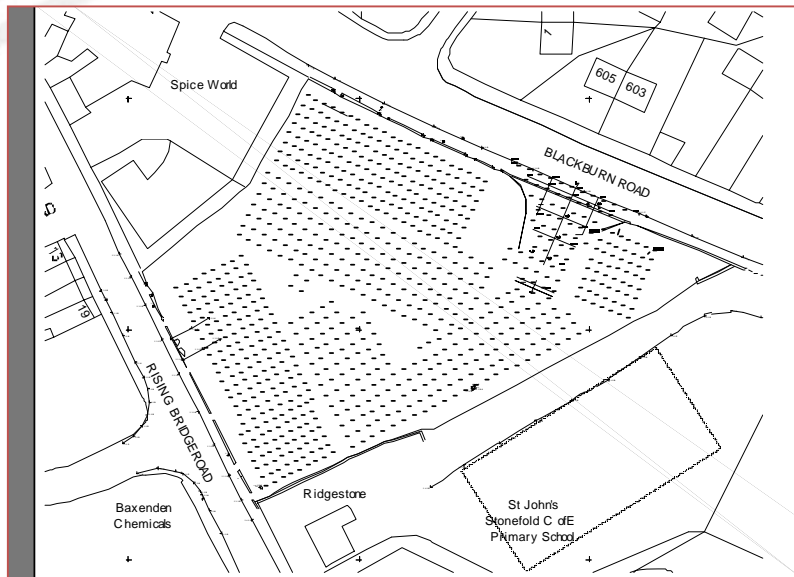 Spice World
7
605 603
BLACKBURN ROAD
13
19
RISING BRIDGE ROAD
Ridgestone
Baxenden
Chemicals
St John's
Stonefold C of E
Primary School